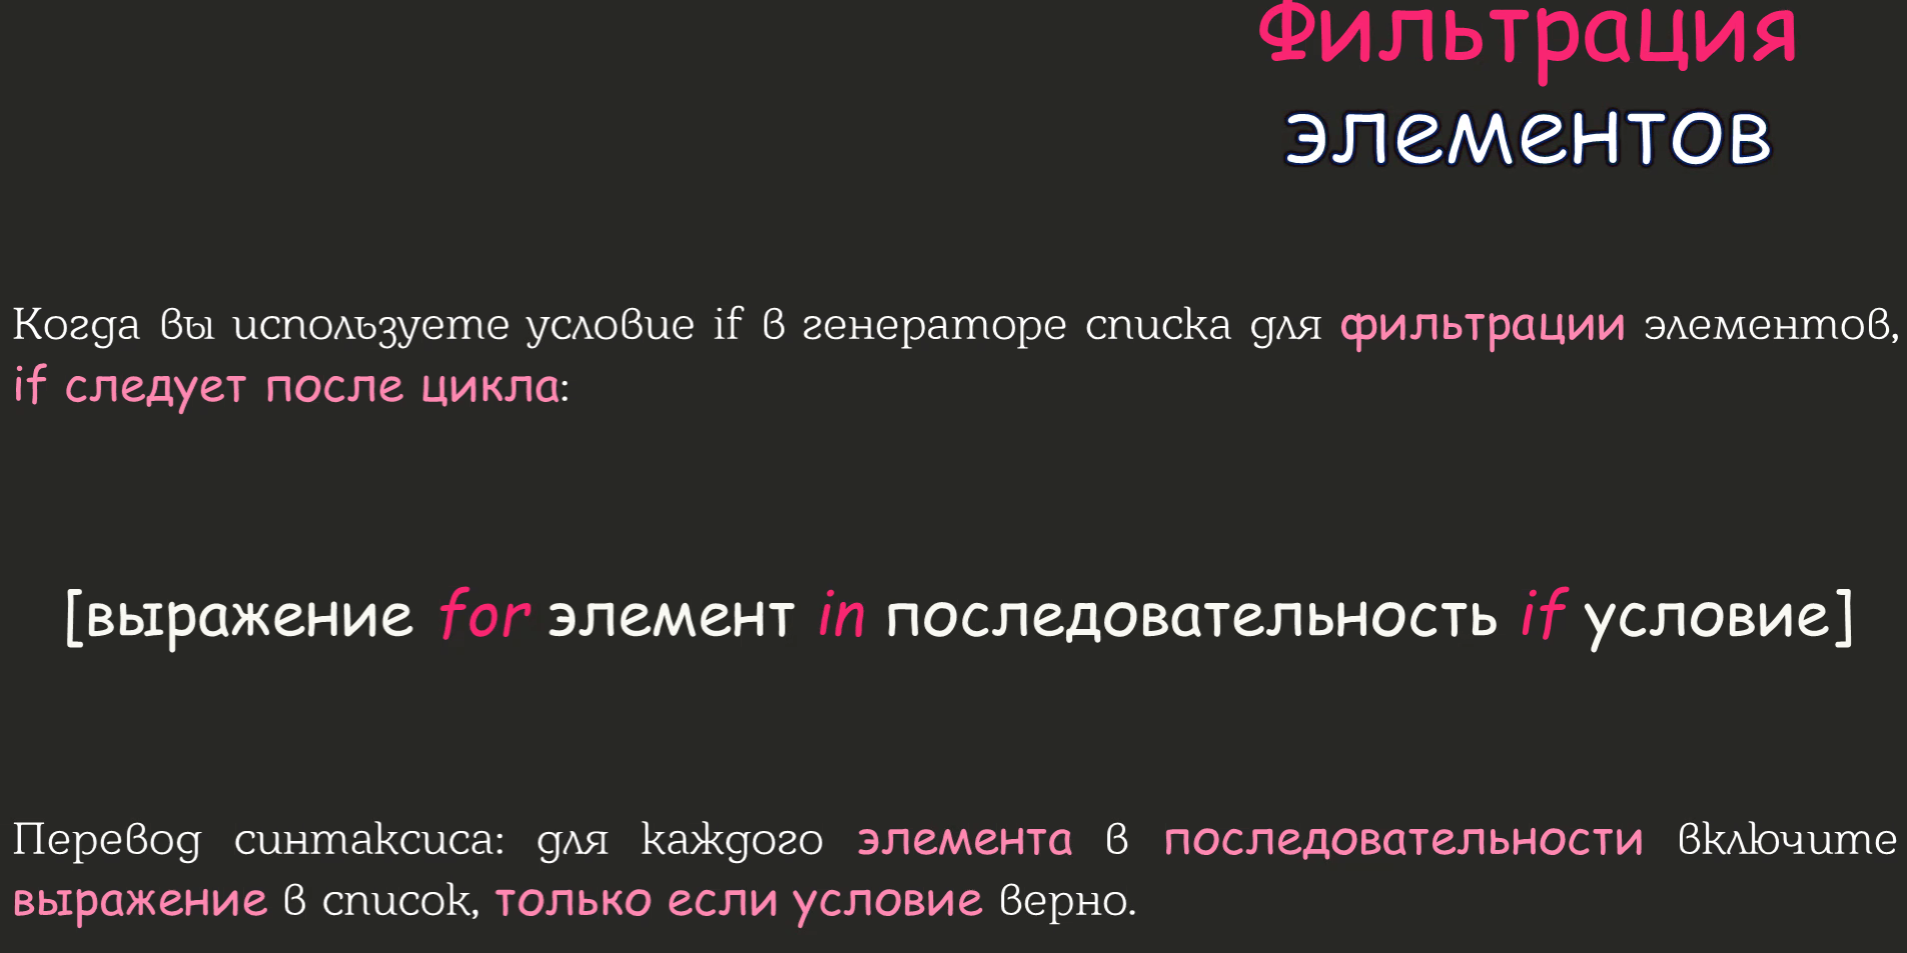 Фильтрация
элементов
Когда вы используете условие if в генераторе списка для фильтрации элементов,
if следует после цикла:
[выражение for элемент in последовательность if условие]
Перевод синтаксиса: для каждого элемента в последовательности включите
выражение в список, только если условие верно.